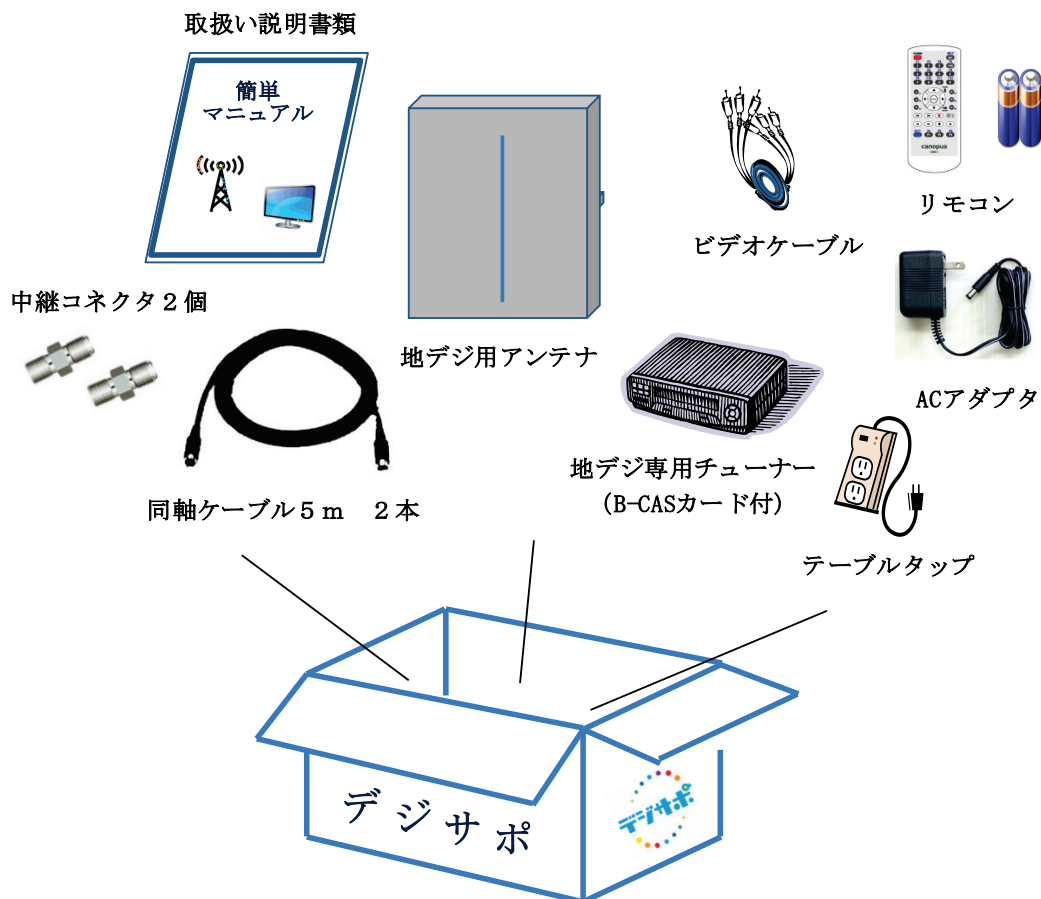 取扱い説明書類
簡単
マニュアル
canopus
リモコン
ビデオケーブル
中継コネクタ２個
地デジ用アンテナ
ACアダプタ
同軸ケーブル５ｍ　２本
地デジ専用チューナー
（B-CASカード付）
テーブルタップ
デジサポ
デジサポ